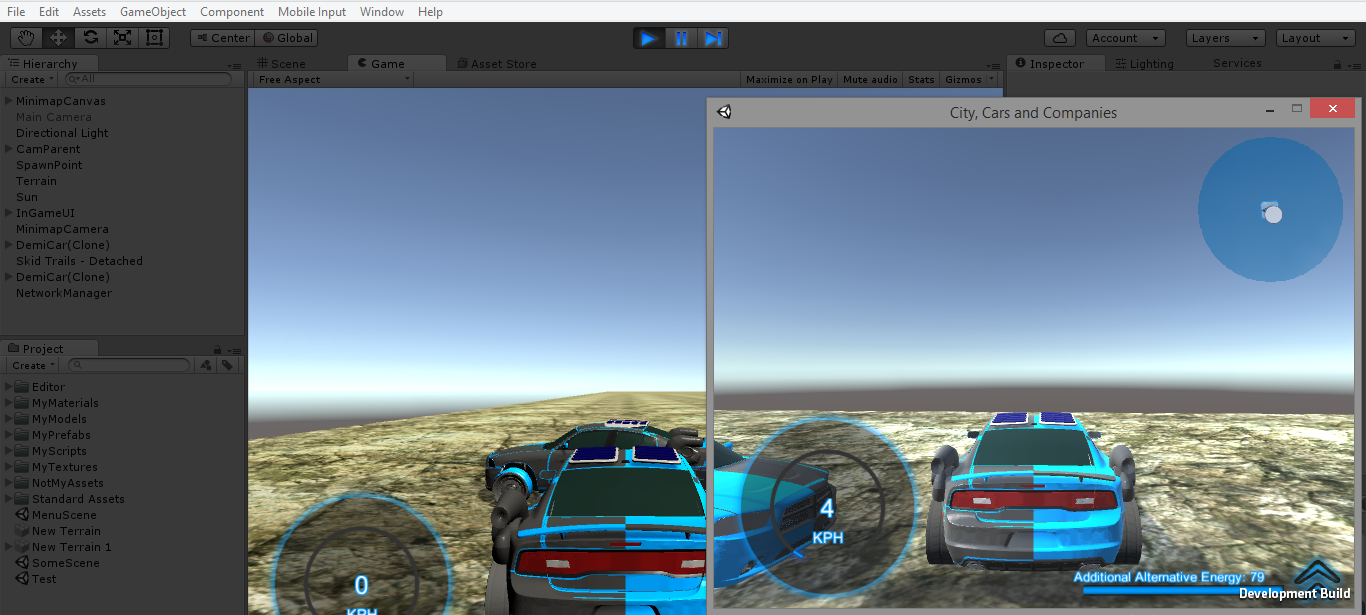 File Edit Assets GameObject Component Mobile Input Window Help
Center Global Account Layers Layout
Hierarchy
Create All
MinimapCanvas
Main Camera
Directional Light
CamParent
SpawnPoint
Terrain
Sun
InGameUI
MinimapCamera
DemiCar(Clone)
Skid Trails - Detached
DemiCar(Clone)
NetworkManager
Project
Create
Editor
MyMaterials
MyModels
MyPrefabs
MyScripts
MyTextures
NotMyAssets
Standard Assets
MenuScene
New Terrain
New Terrain 1
SomeScene
Test
Scene Game Asset Store
Free Aspect Maximize on Play Mute audio Stats Gizmos
0
KPH
Inspector Lighting Services
City, Cars and Companies
4
KPH
Additional Alternative Energy: 79
Development Build